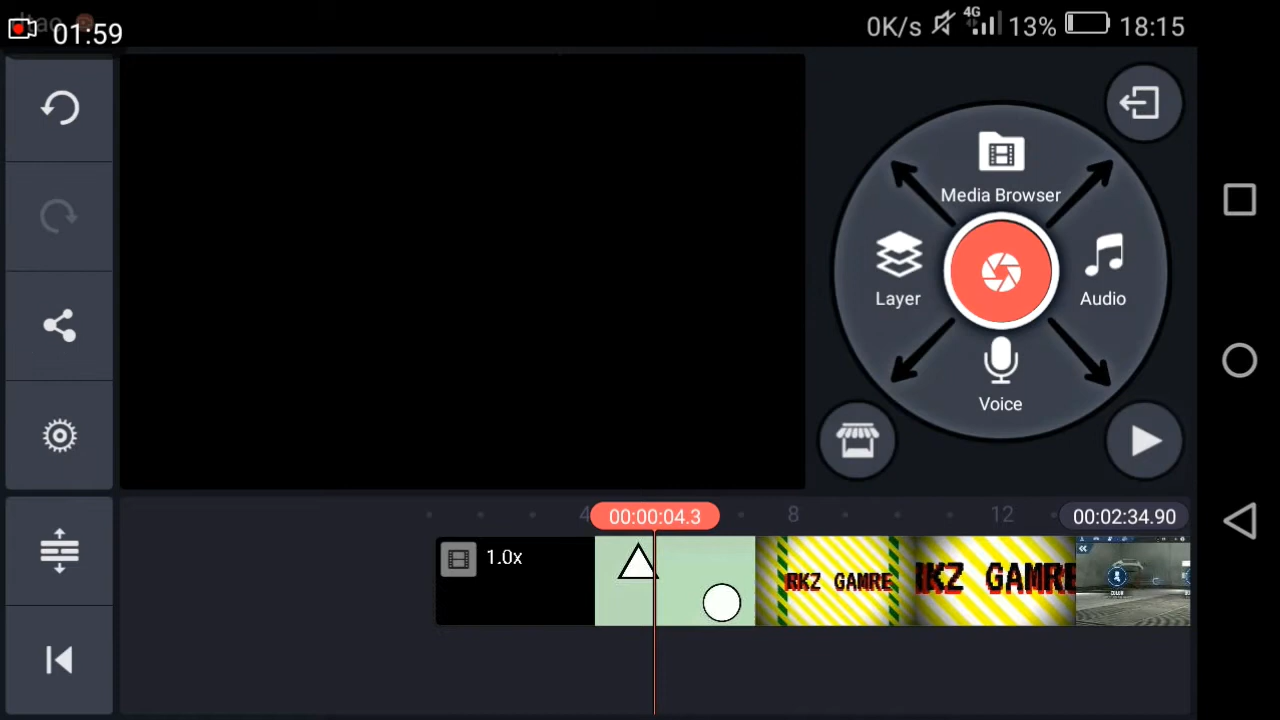 01:59
0K/s 4G 13% 18:15
Media Browser
Layer
Audio
Voice
4
00:00:04.3
8
12
00:02:34.90
1.0x
RKZ GAMRE
KZ GAMRE
COLOR